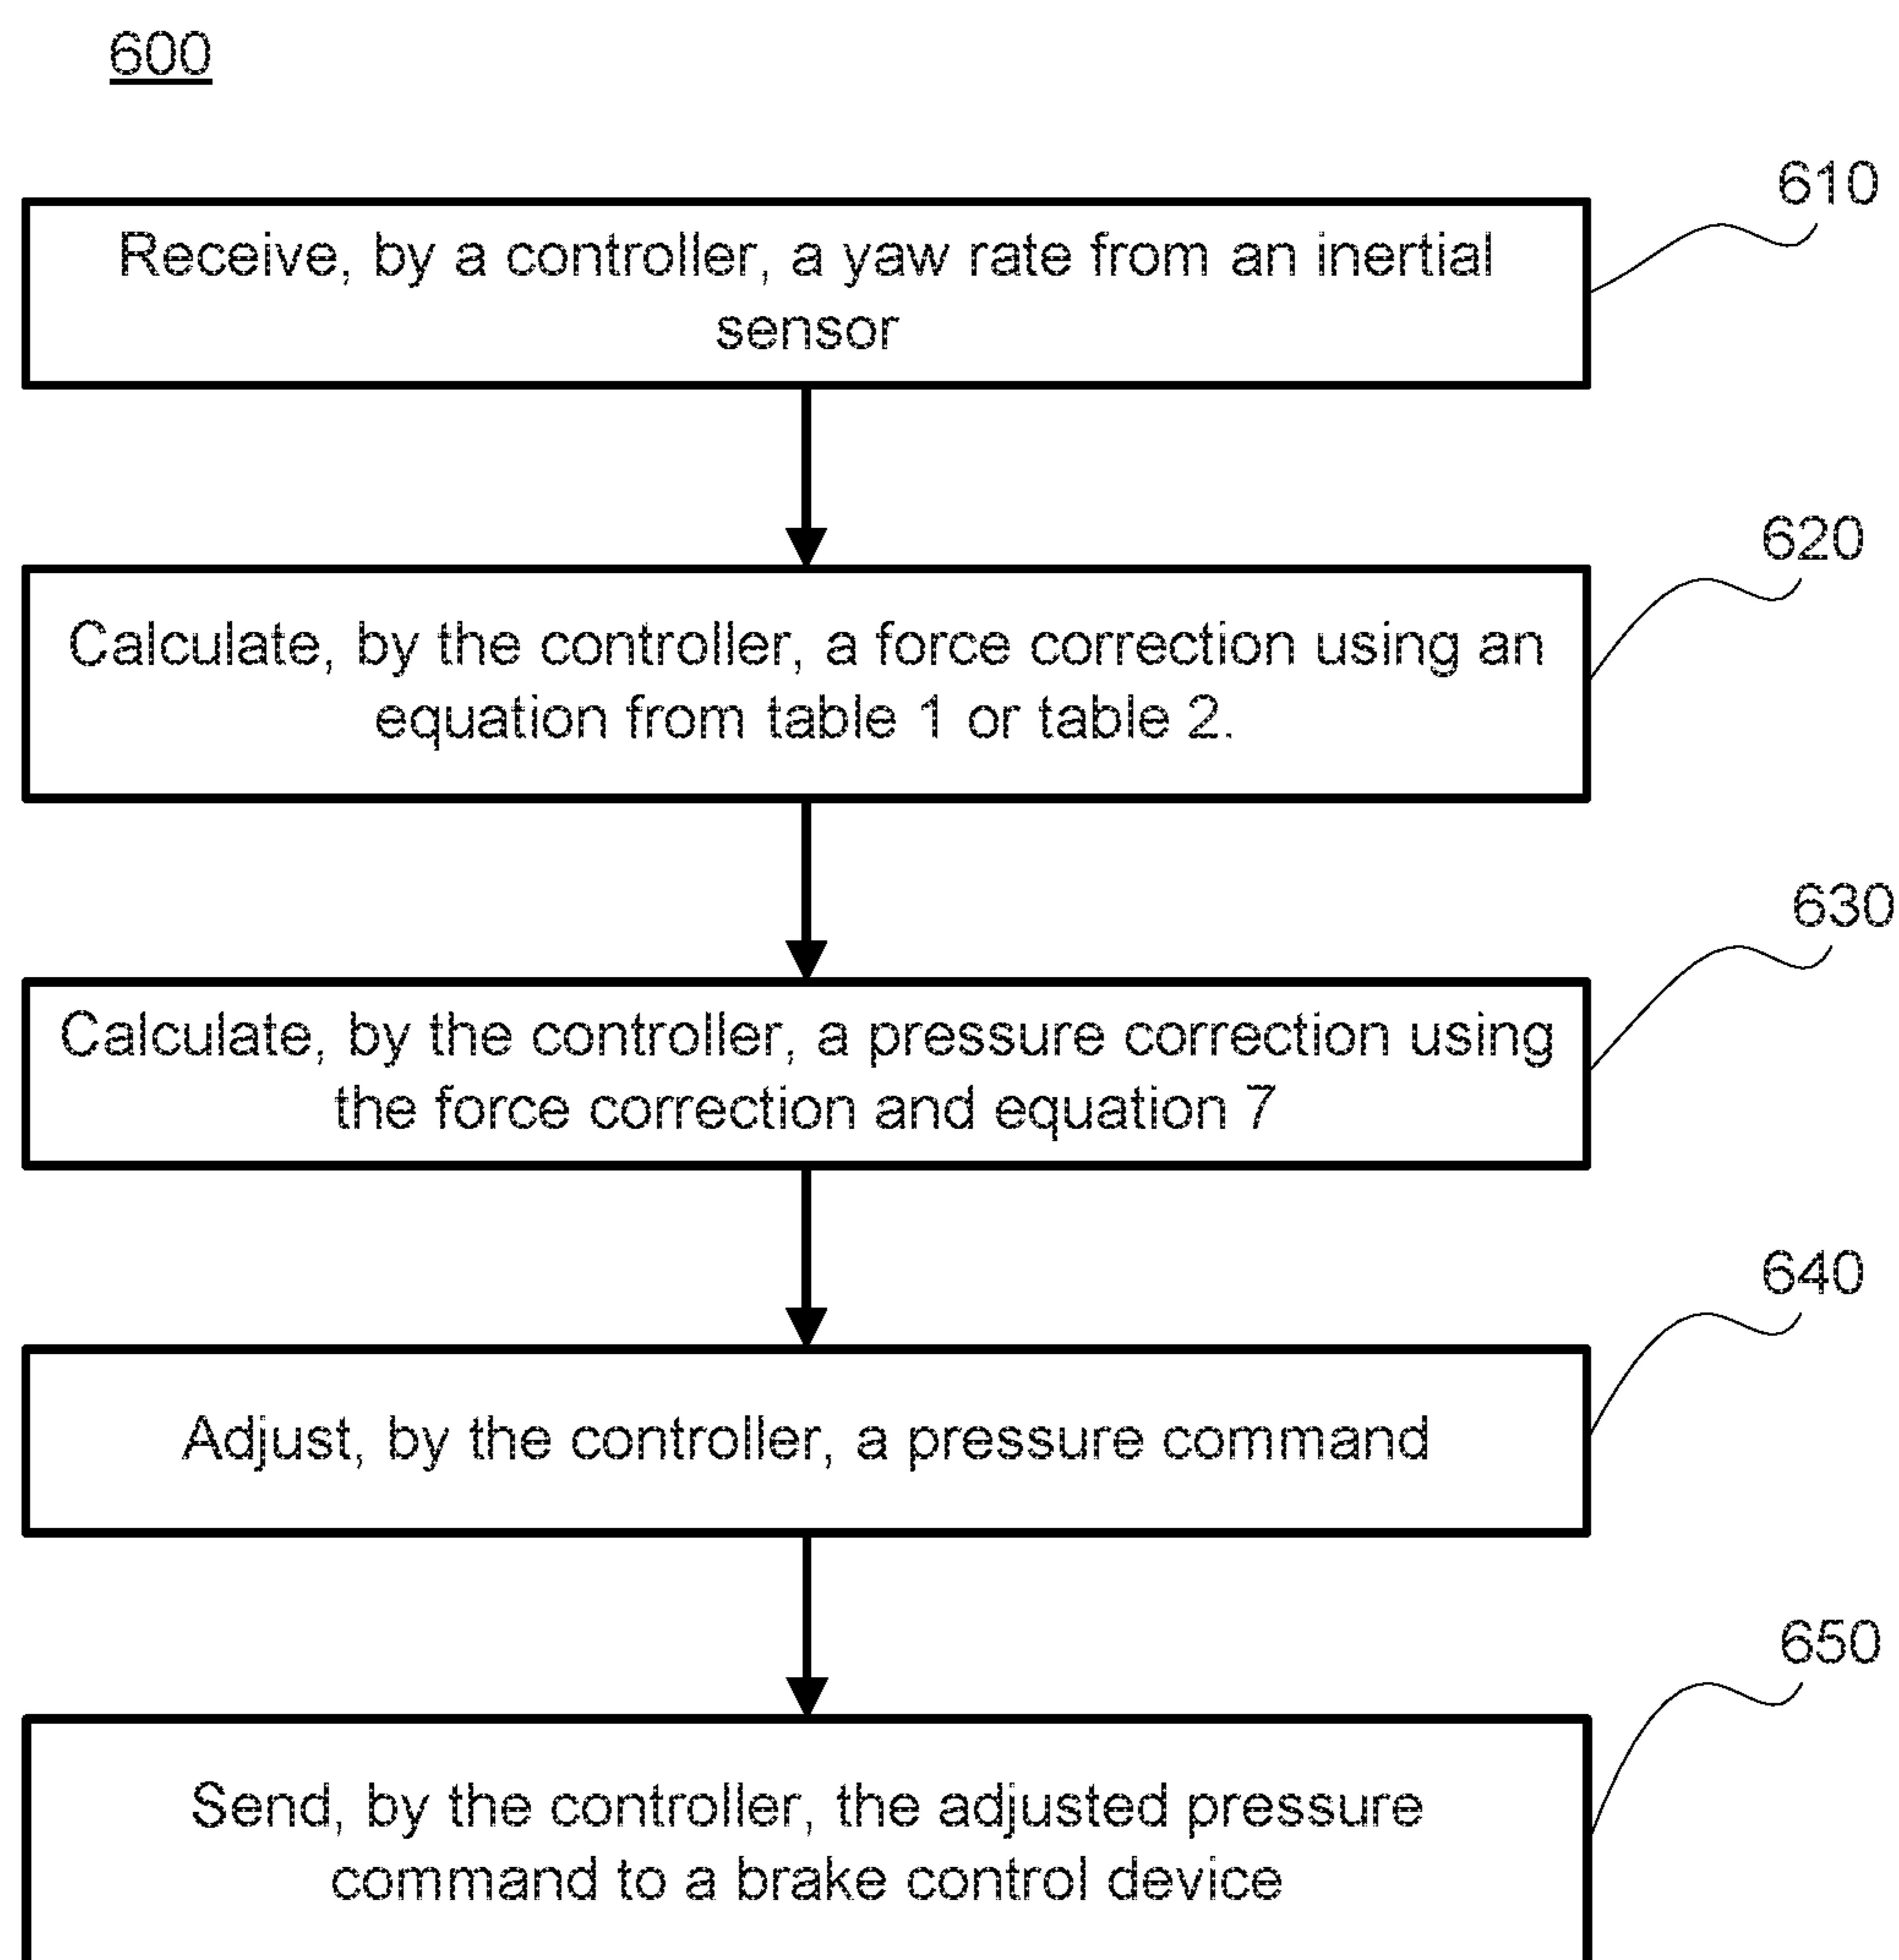 600
610
Receive, by a controller, a yaw rate from an inertial
sensor
620
Calculate, by the controller, a force correction using an
equation from table 1 or table 2.
630
Calculate, by the controller, a pressure correction using
the force correction and equation 7
640
Adjust, by the controller, a pressure command
650
Send, by the controller, the adjusted pressure
command to a brake control device